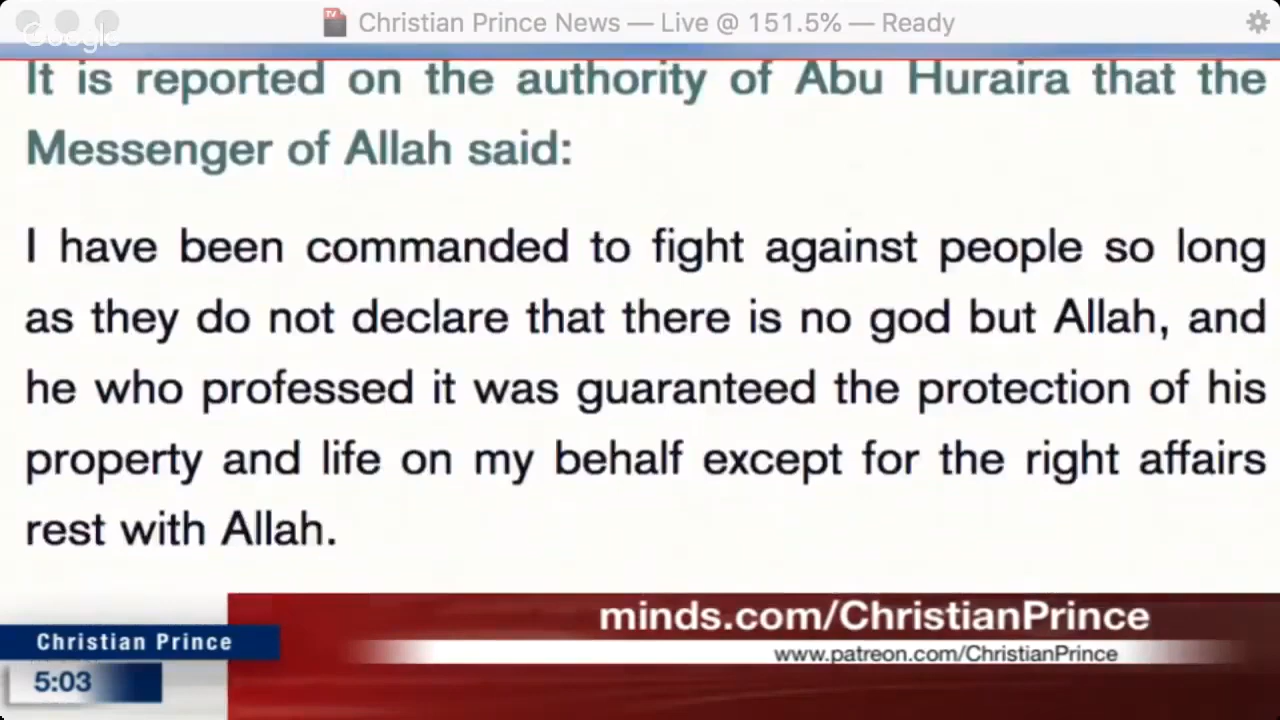 Christian Prince News — Live @ 151.5% — Ready
Google
It is reported on the authority of Abu Huraira that the
Messenger of Allah said:
I have been commanded to fight against people so long
as they do not declare that there is no god but Allah, and
he who professed it was guaranteed the protection of his
property and life on my behalf except for the right affairs
rest with Allah.
minds.com/ChristianPrince
Christian Prince
www.patreon.com/ChristianPrince
5:03